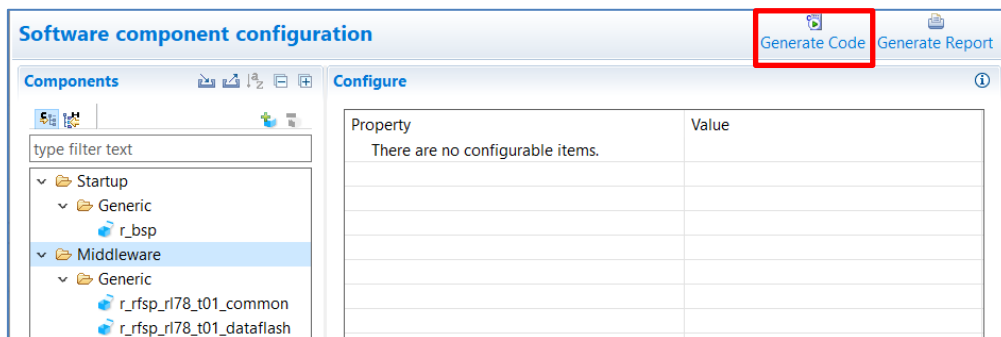 Software component configuration
Generate Code Generate Report
Components
Configure
type filter text
Property Value
There are no configurable items.
Startup
Generic
r_bsp
Middleware
Generic
r_rfsp_rl78_t01_common
r_rfsp_rl78_t01_dataflash